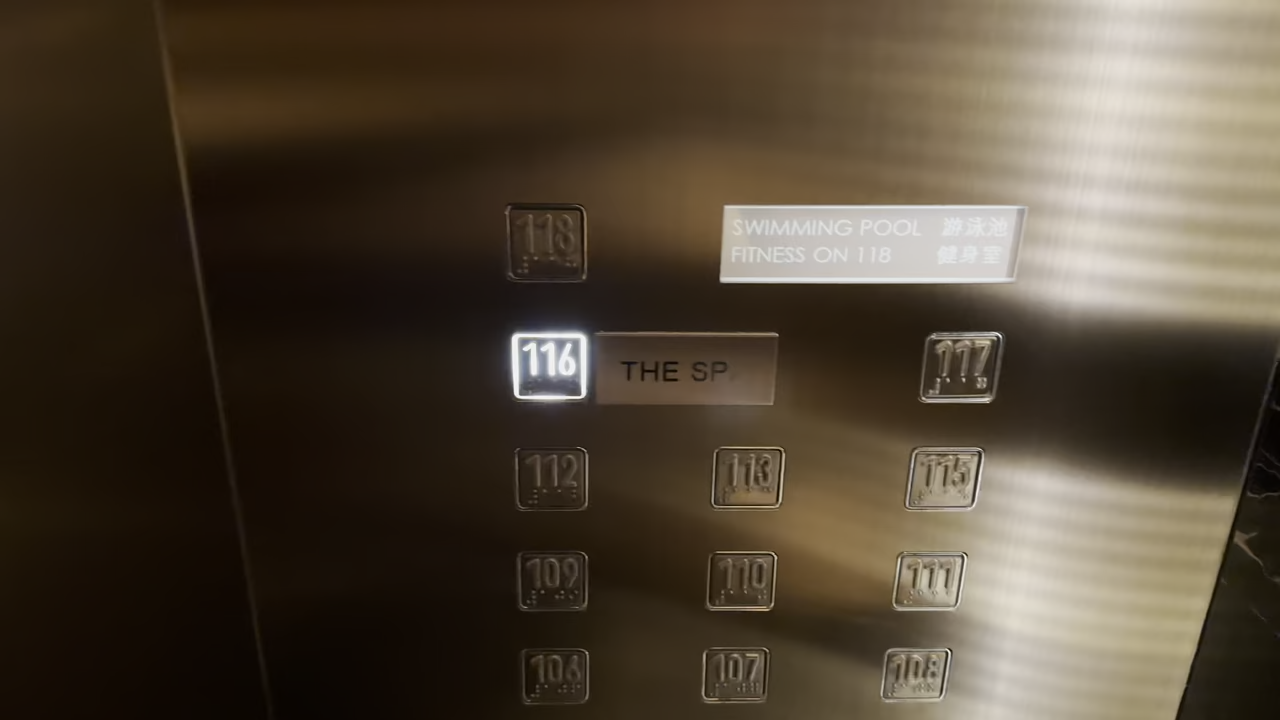 118
SWIMMING POOL 游泳池
FITNESS ON 118 健身室
116 THE SP 117
112 113 115
109 110 111
106 107 108